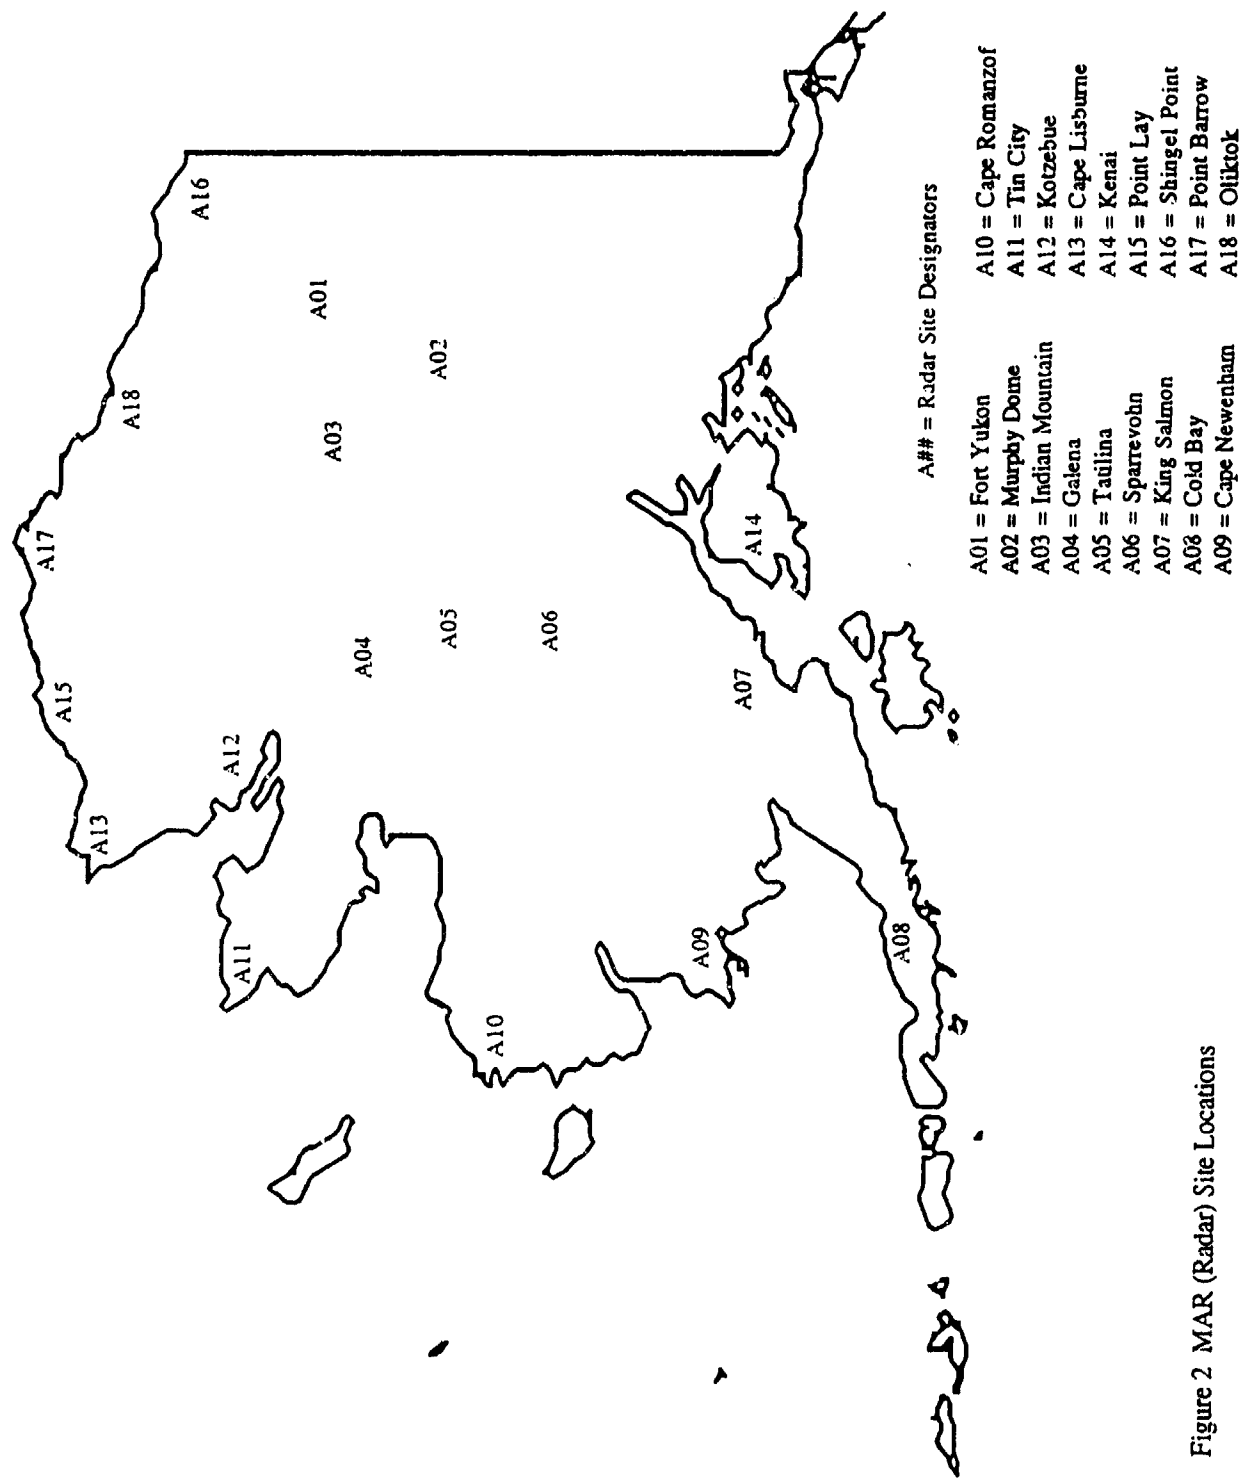 A16
A01
A02
A18
A03
A17
A14
A05
A06
A04
A07
A15
A12
A13
A09
A08
A11
A10
A## = Radar Site Designators
A01 = Fort Yukon
A02 = Murphy Dome
A03 = Indian Mountain
A04 = Galena
A05 = Tatilina
A06 = Sparrevohn
A07 = King Salmon
A08 = Cold Bay
A09 = Cape Newenham
A10 = Cape Romanzof
A11 = Tin City
A12 = Kotzebue
A13 = Cape Lisburne
A14 = Kenai
A15 = Point Lay
A16 = Shingel Point
A17 = Point Barrow
A18 = Oliktok
Figure 2 MAR (Radar) Site Locations